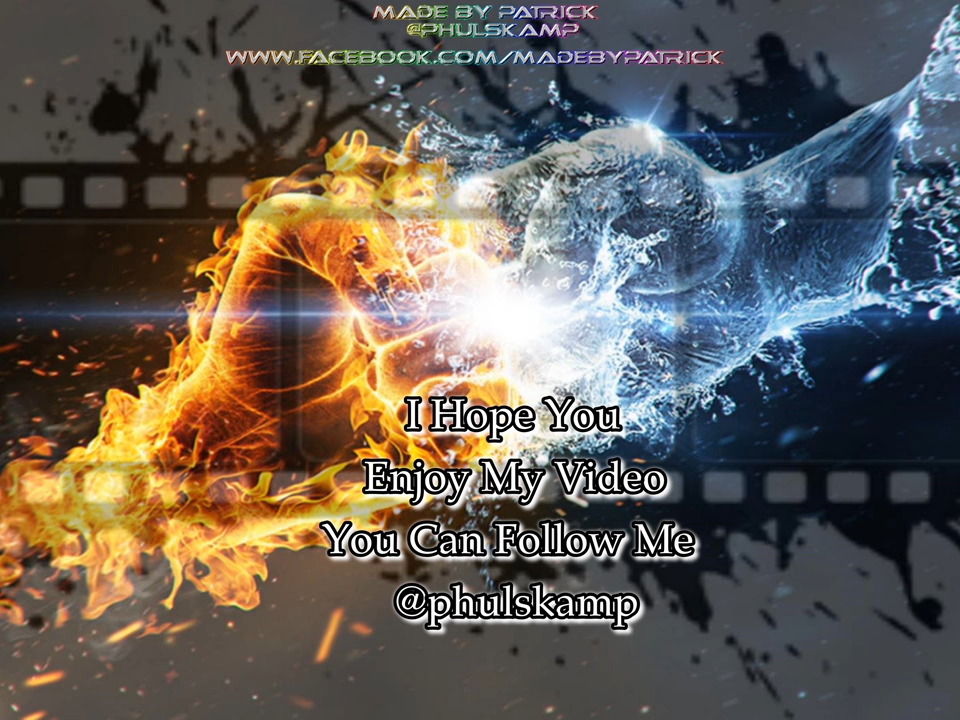 MADE BY PATRICK
@PHULSKAMP
WWW.FACEBOOK.COM/MADEBYPATRICK
I Hope You
Enjoy My Video
You Can Follow Me
@phulskamp